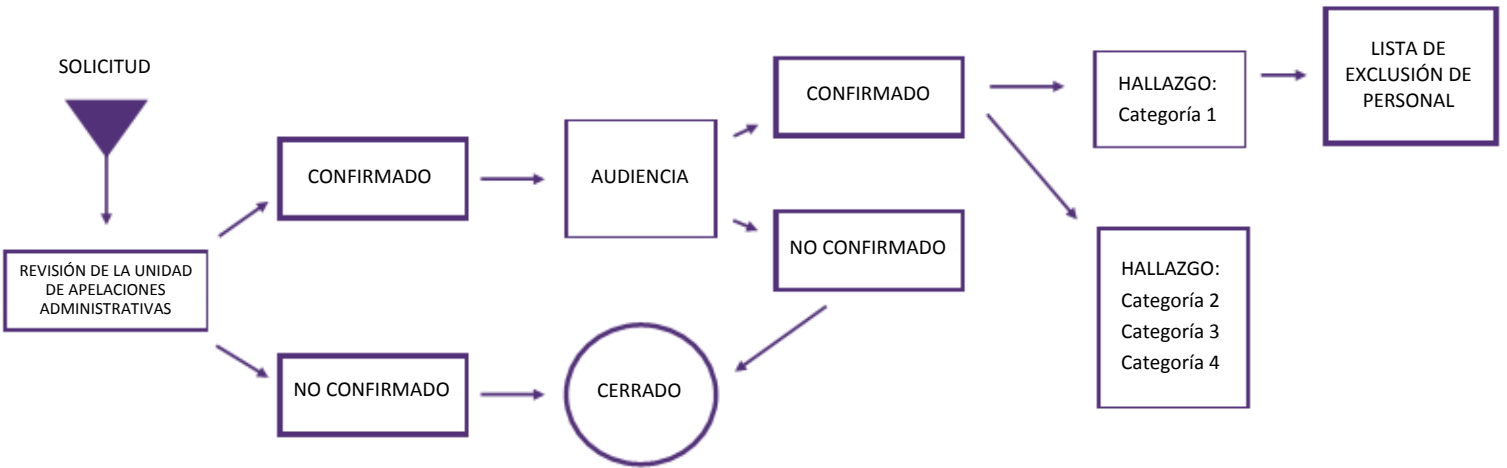 SOLICITUD
REVISIÓN DE LA UNIDAD
DE APELACIONES
ADMINISTRATIVAS
CONFIRMADO
NO CONFIRMADO
AUDIENCIA
CERRADO
CONFIRMADO
NO CONFIRMADO
HALLAZGO:
Categoría 1
HALLAZGO:
Categoría 2
Categoría 3
Categoría 4
LISTA DE
EXCLUSIÓN DE
PERSONAL